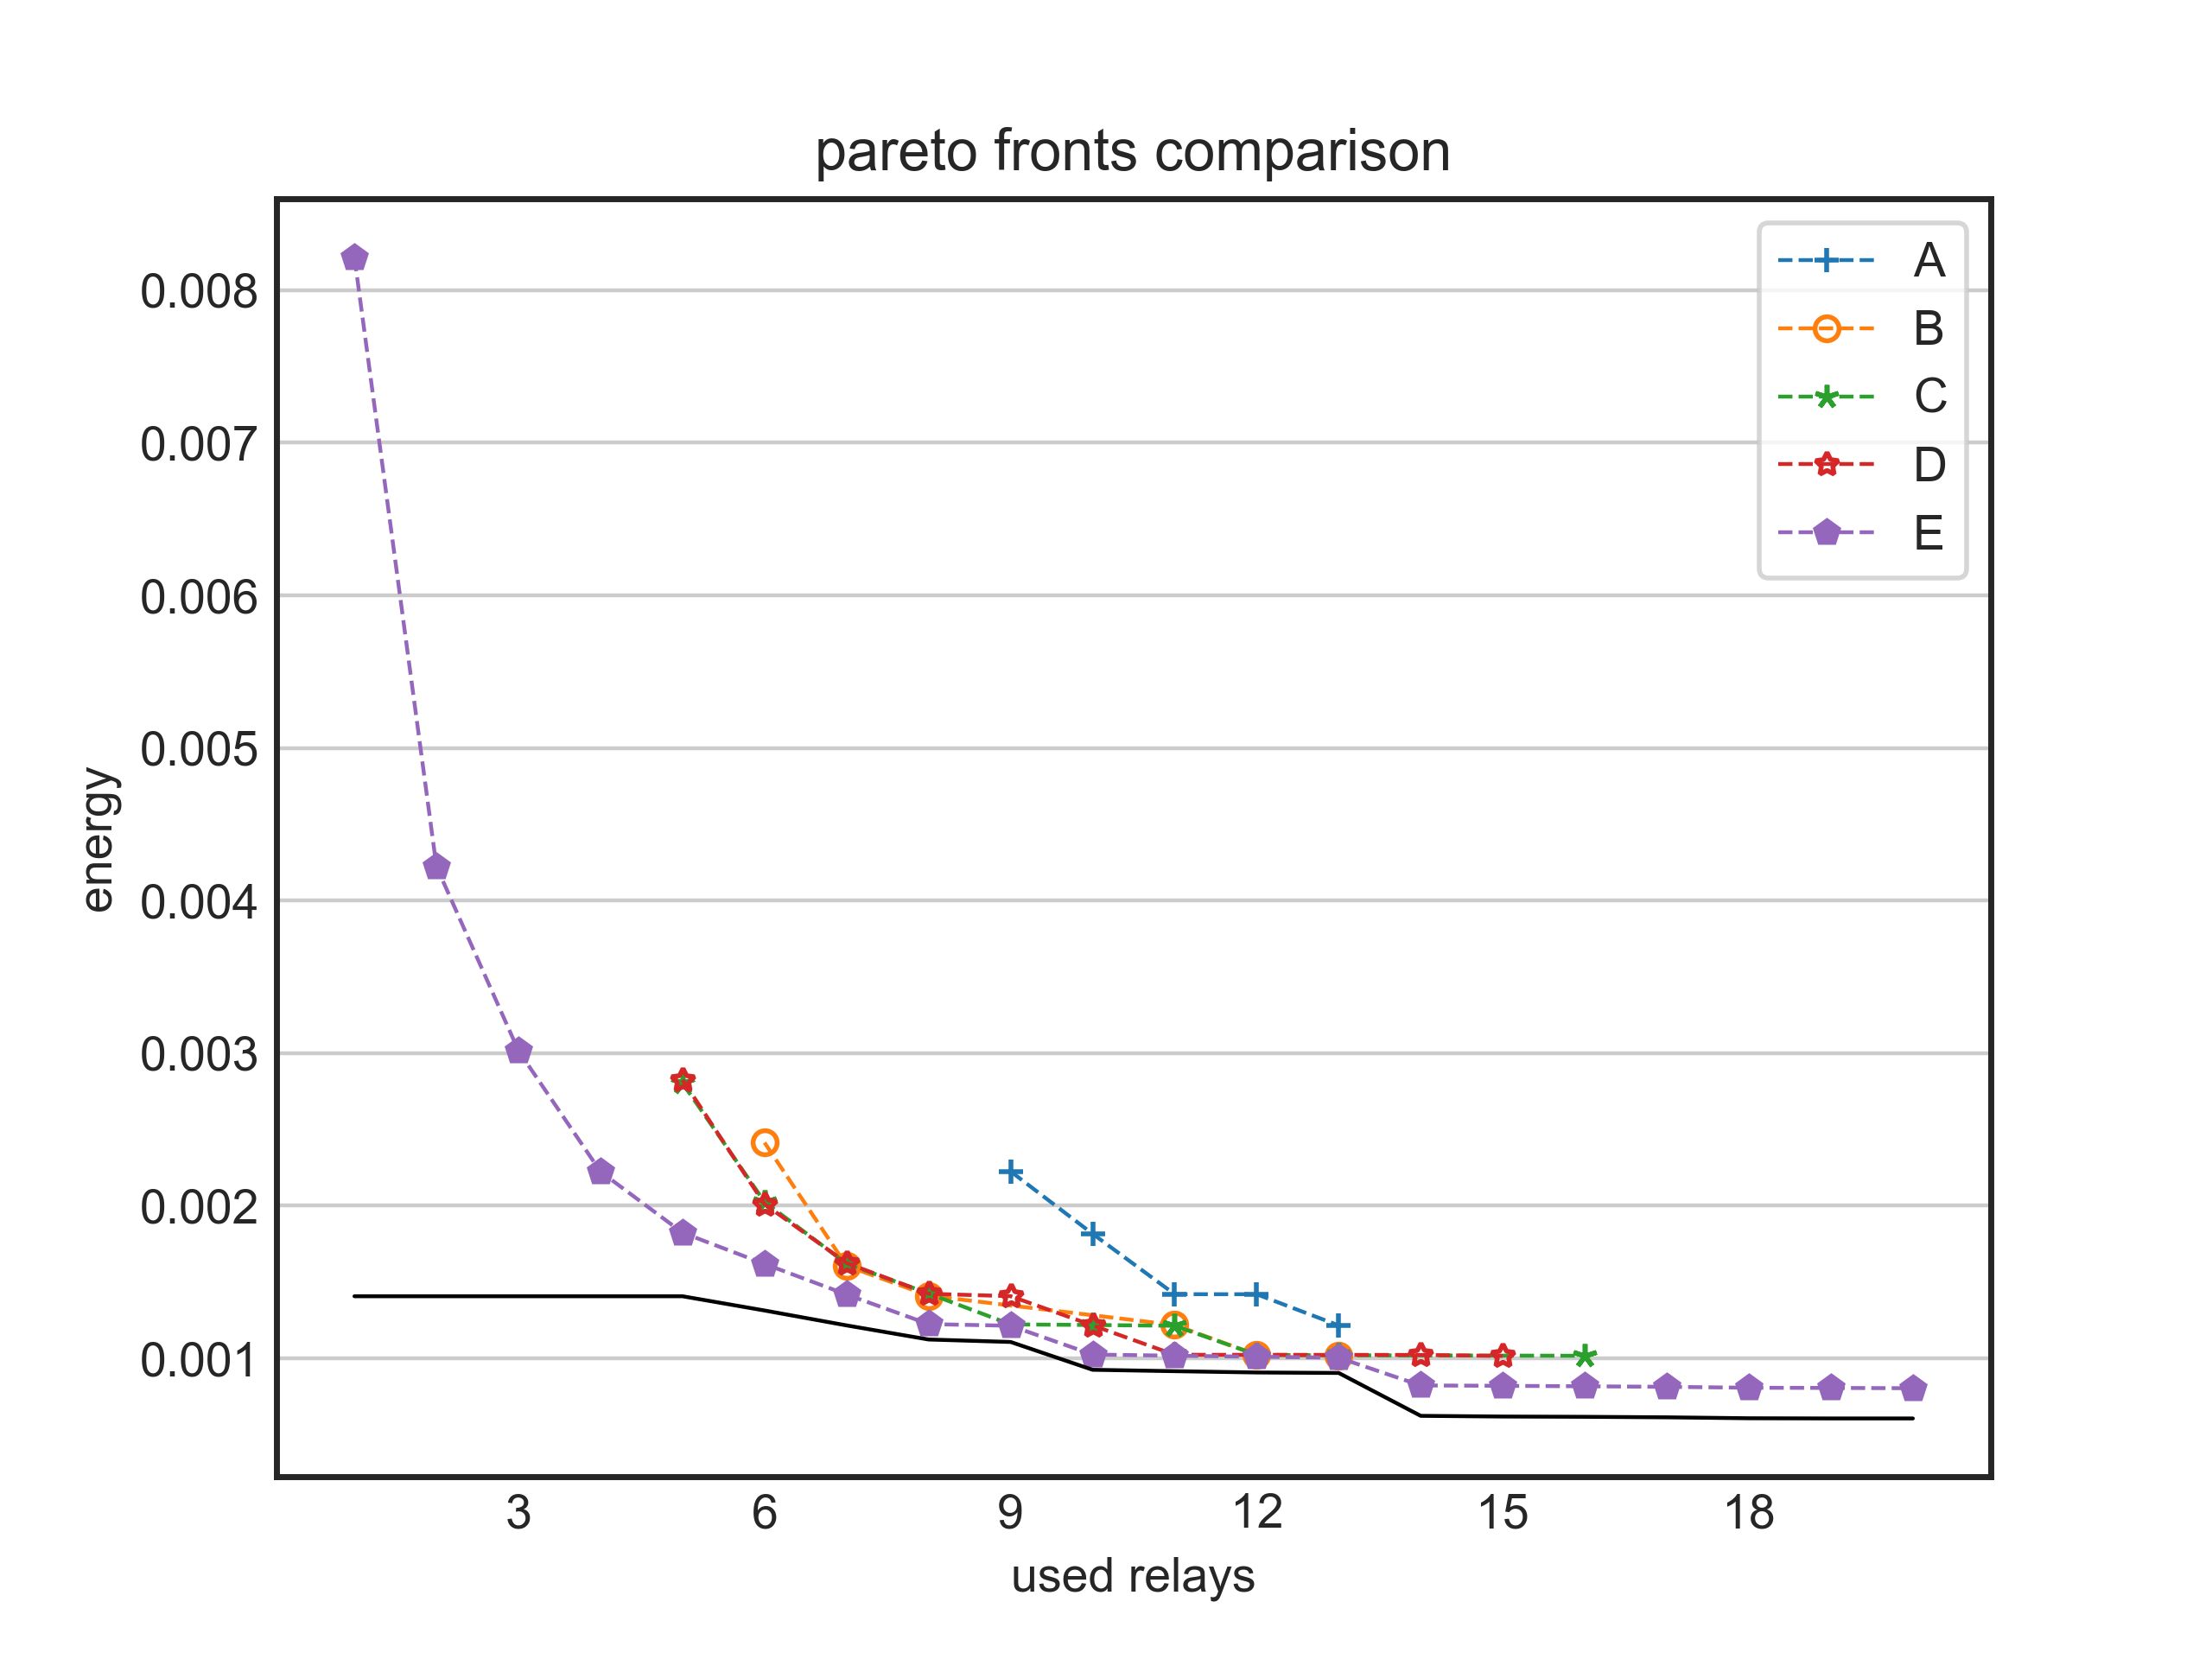 pareto fronts comparison
A
B
C
D
E
0.008
0.007
0.006
0.005
0.004
0.003
0.002
0.001
energy
3 6 9 12 15 18
used relays